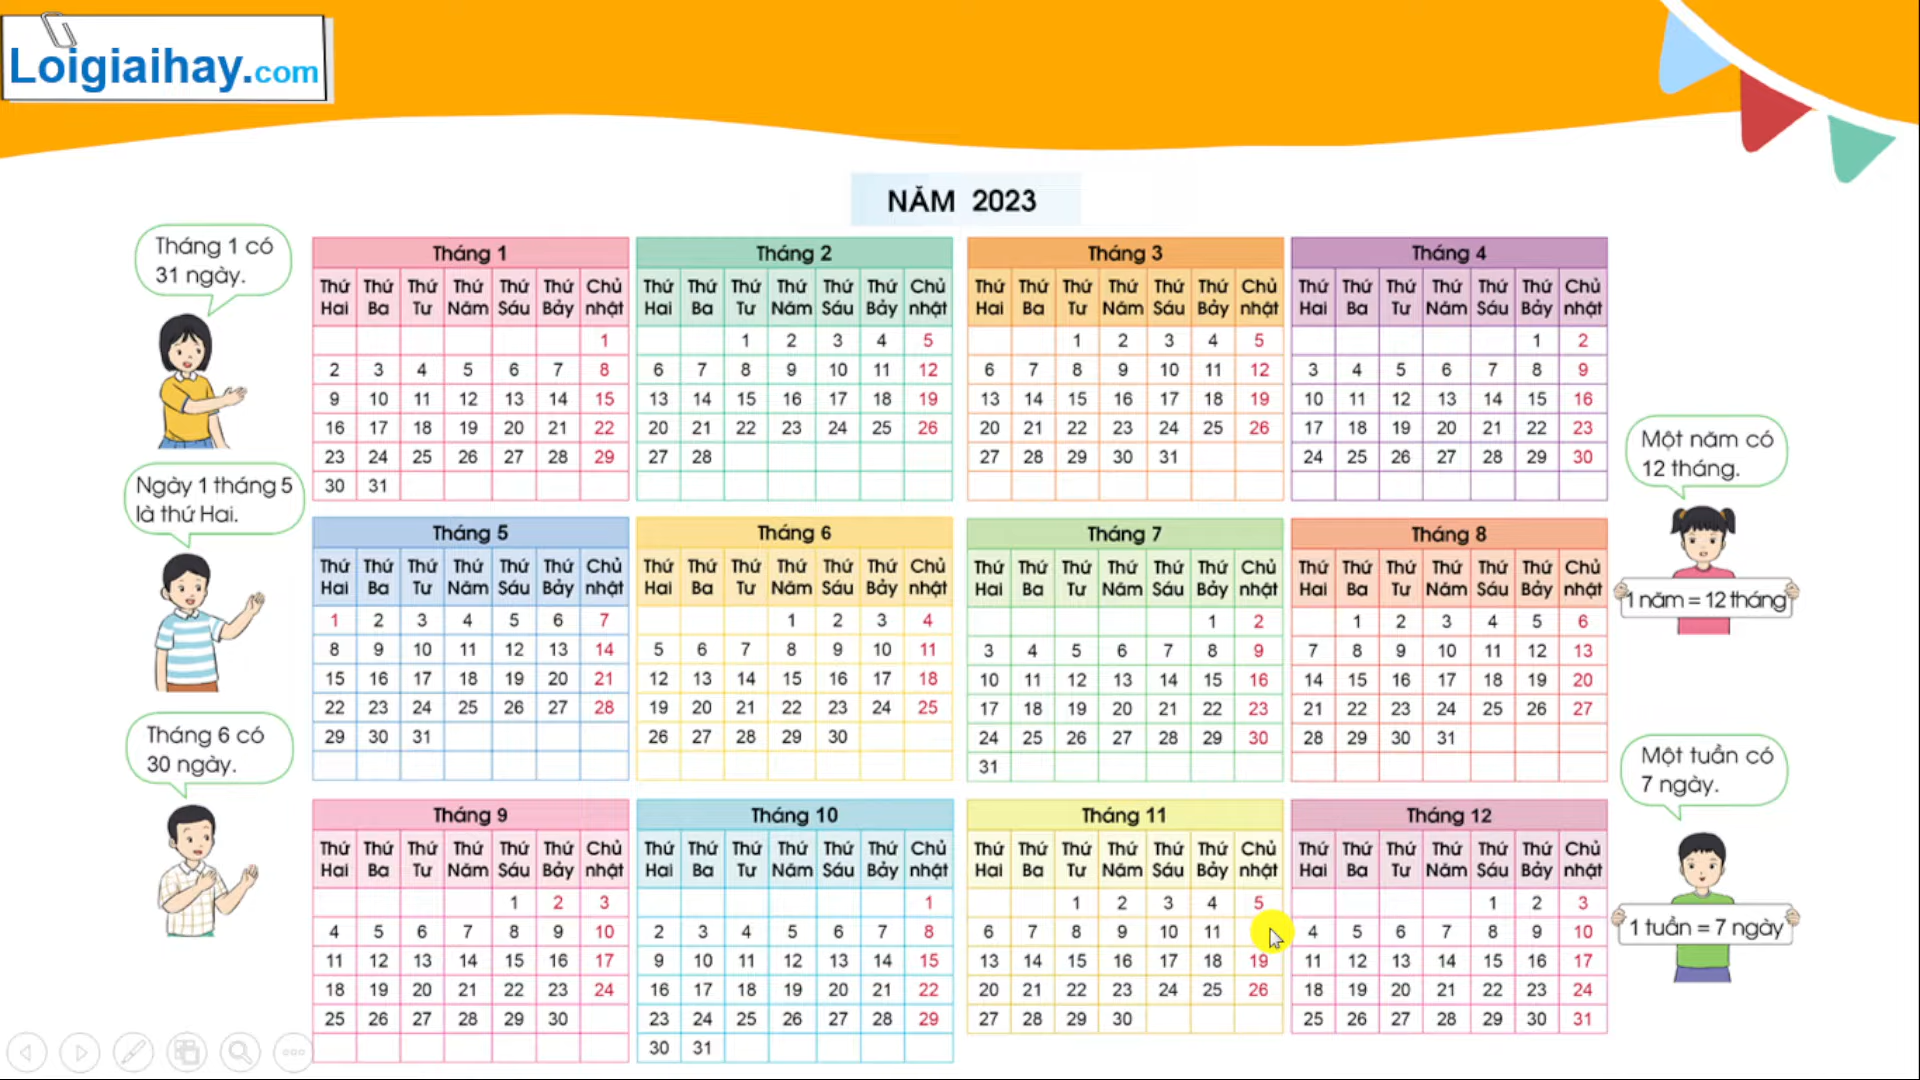 Loigiaihay.com
NĂM 2023
Tháng 1 có
31 ngày.
Ngày 1 tháng 5
là thứ Hai.
Tháng 6 có
30 ngày.
Tháng 1
Thứ Hai Thứ Ba Thứ Tư Thứ Năm Thứ Sáu Thứ Bảy Chủ nhật
1
2 3 4 5 6 7 8
9 10 11 12 13 14 15
16 17 18 19 20 21 22
23 24 25 26 27 28 29
30 31
Tháng 2
Thứ Hai Thứ Ba Thứ Tư Thứ Năm Thứ Sáu Thứ Bảy Chủ nhật
1 2 3 4 5
6 7 8 9 10 11 12
13 14 15 16 17 18 19
20 21 22 23 24 25 26
27 28
Tháng 3
Thứ Hai Thứ Ba Thứ Tư Thứ Năm Thứ Sáu Thứ Bảy Chủ nhật
1 2 3 4 5
6 7 8 9 10 11 12
13 14 15 16 17 18 19
20 21 22 23 24 25 26
27 28 29 30 31
Tháng 4
Thứ Hai Thứ Ba Thứ Tư Thứ Năm Thứ Sáu Thứ Bảy Chủ nhật
1 2
3 4 5 6 7 8 9
10 11 12 13 14 15 16
17 18 19 20 21 22 23
24 25 26 27 28 29 30
Tháng 5
Thứ Hai Thứ Ba Thứ Tư Thứ Năm Thứ Sáu Thứ Bảy Chủ nhật
1 2 3 4 5 6 7
8 9 10 11 12 13 14
15 16 17 18 19 20 21
22 23 24 25 26 27 28
29 30 31
Tháng 6
Thứ Hai Thứ Ba Thứ Tư Thứ Năm Thứ Sáu Thứ Bảy Chủ nhật
1 2 3 4
5 6 7 8 9 10 11
12 13 14 15 16 17 18
19 20 21 22 23 24 25
26 27 28 29 30
Tháng 7
Thứ Hai Thứ Ba Thứ Tư Thứ Năm Thứ Sáu Thứ Bảy Chủ nhật
1 2
3 4 5 6 7 8 9
10 11 12 13 14 15 16
17 18 19 20 21 22 23
24 25 26 27 28 29 30
31
Tháng 8
Thứ Hai Thứ Ba Thứ Tư Thứ Năm Thứ Sáu Thứ Bảy Chủ nhật
1 2 3 4 5 6
7 8 9 10 11 12 13
14 15 16 17 18 19 20
21 22 23 24 25 26 27
28 29 30 31
Tháng 9
Thứ Hai Thứ Ba Thứ Tư Thứ Năm Thứ Sáu Thứ Bảy Chủ nhật
1 2 3
4 5 6 7 8 9 10
11 12 13 14 15 16 17
18 19 20 21 22 23 24
25 26 27 28 29 30
Tháng 10
Thứ Hai Thứ Ba Thứ Tư Thứ Năm Thứ Sáu Thứ Bảy Chủ nhật
1
2 3 4 5 6 7 8
9 10 11 12 13 14 15
16 17 18 19 20 21 22
23 24 25 26 27 28 29
30 31
Tháng 11
Thứ Hai Thứ Ba Thứ Tư Thứ Năm Thứ Sáu Thứ Bảy Chủ nhật
1 2 3 4 5
6 7 8 9 10 11
13 14 15 16 17 18 19
20 21 22 23 24 25 26
27 28 29 30
Tháng 12
Thứ Hai Thứ Ba Thứ Tư Thứ Năm Thứ Sáu Thứ Bảy Chủ nhật
1 2 3
4 5 6 7 8 9 10
11 12 13 14 15 16 17
18 19 20 21 22 23 24
25 26 27 28 29 30 31
Một năm có
12 tháng.
1 năm = 12 tháng
Một tuần có
7 ngày.
1 tuần = 7 ngày